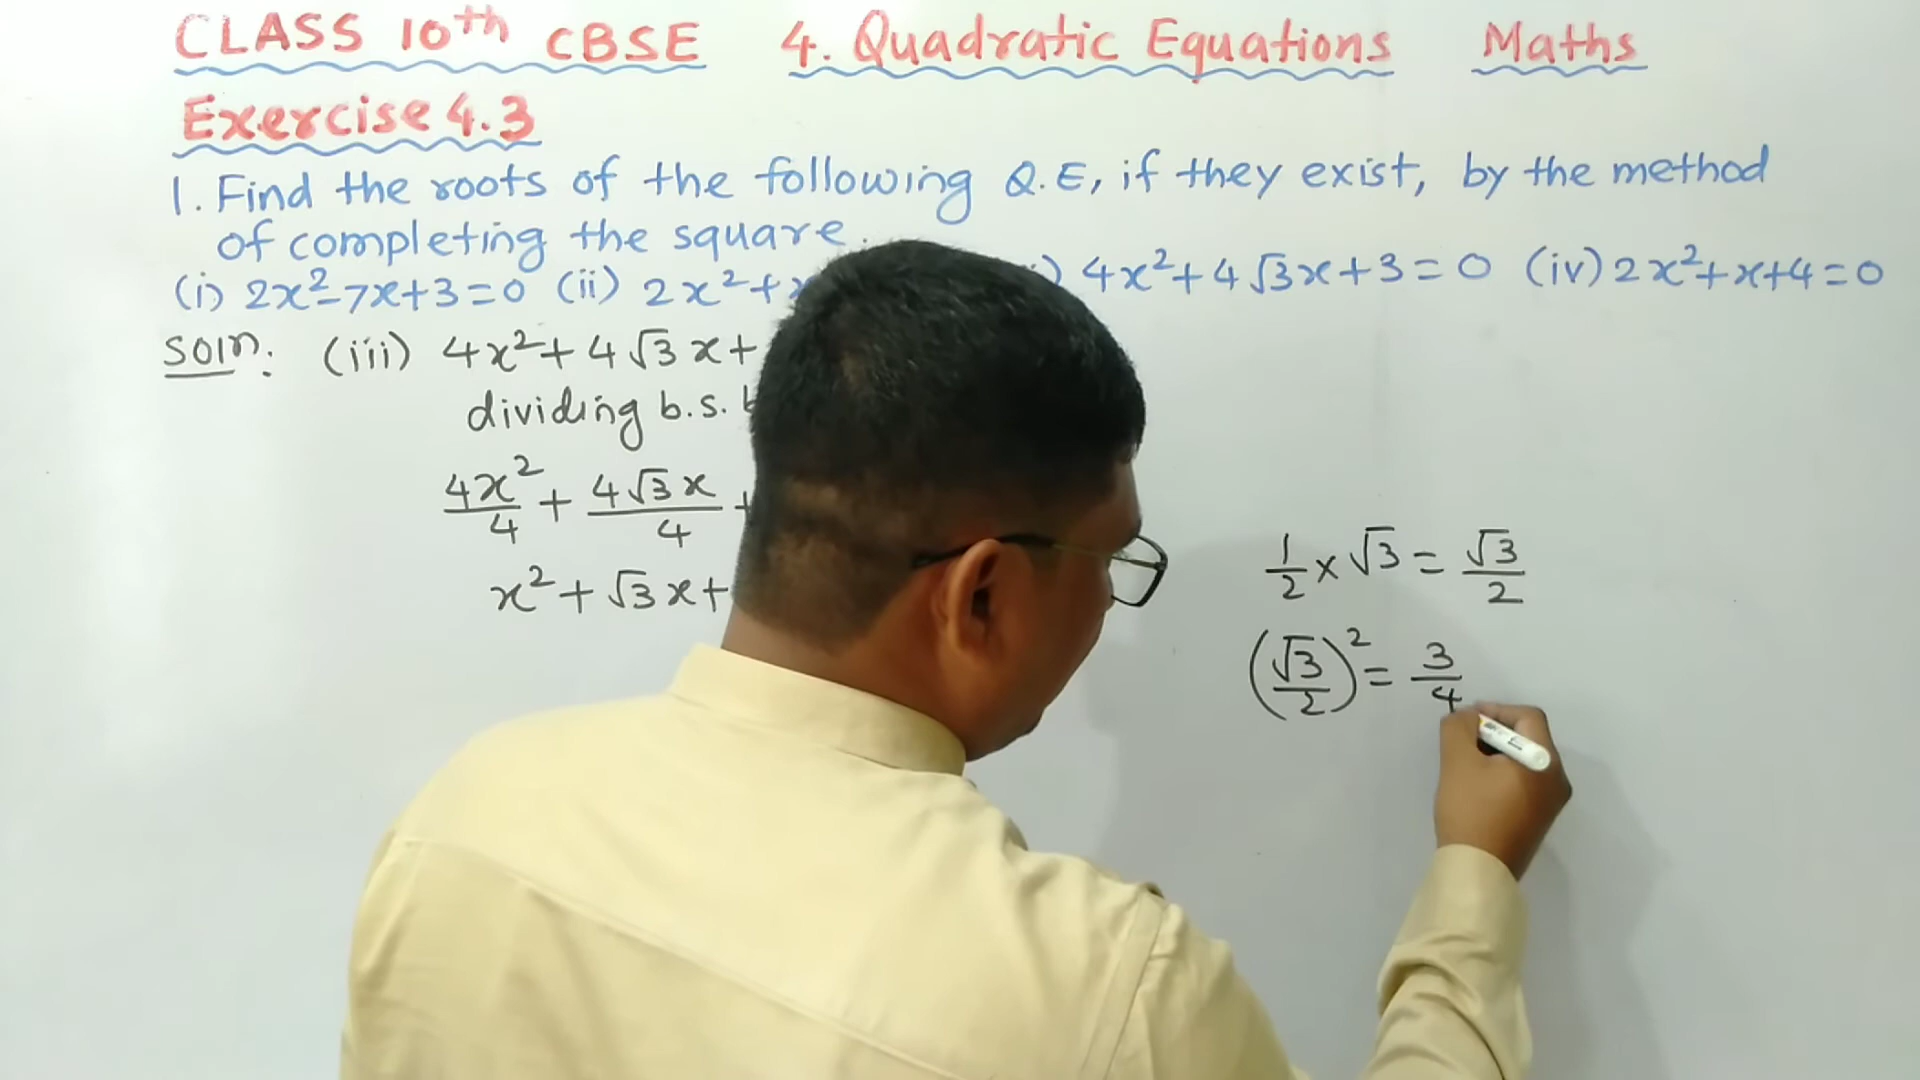 CLASS 10th CBSE 4. Quadratic Equations Maths
Exercise 4.3
1. Find the roots of the following Q.E, if they exist, by the method
of completing the square.
(i) 2x²-7x+3=0 (ii) 2x²+ 4x²+4√3x+3=0 (iv) 2x²+x+4=0
Soln: (iii) 4x²+4√3x+
dividing b.s.
4x²/4 + 4√3x/4
x²+√3x+
1/2 × √3 = √3/2
(√3/2)² = 3/4